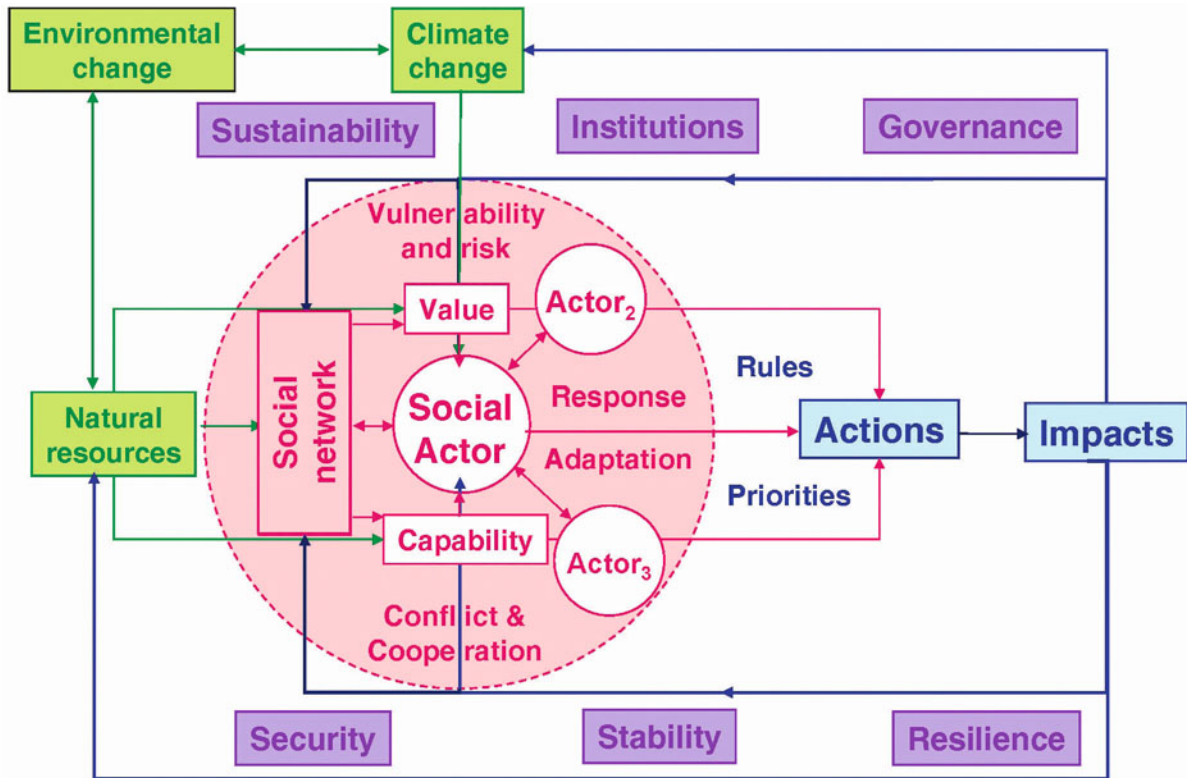 Environmental
change
Climate
change
Sustainability
Institutions
Governance
Vulnerability
and risk
Value
Actor2
Natural
resources
Social
network
Social
Actor
Response
Adaptation
Rules
Priorities
Actions
Impacts
Capability
Actor3
Conflict &
Cooperation
Security
Stability
Resilience